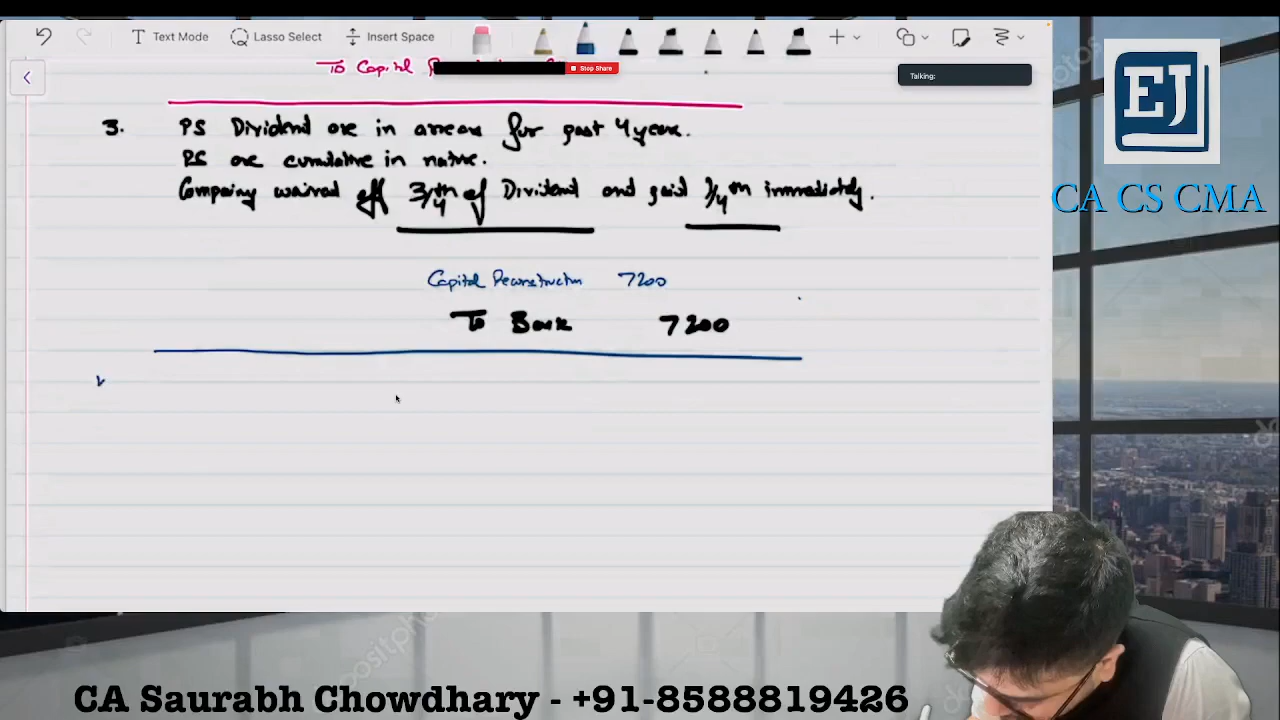 Text Mode
Lasso Select
Insert Space
To Capital
Stop Share
Talking:
EJ
CA CS CMA
3. PS Dividend are in arrears for past 4 years.
PS are cumulative in nature.
Company waived off 3/4th of Dividend and paid 1/4th immediately.
Capital Reconstruction 7200
To Bank 7200
CA Saurabh Chowdhary - +91-8588819426